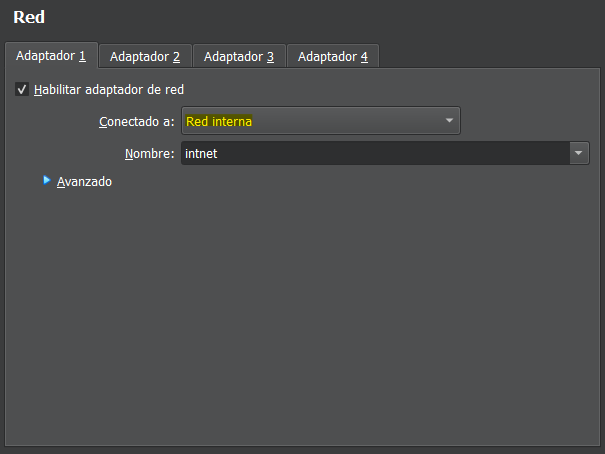 Red
Adaptador 1 Adaptador 2 Adaptador 3 Adaptador 4
Habilitar adaptador de red
Conectado a: Red interna
Nombre: intnet
Avanzado